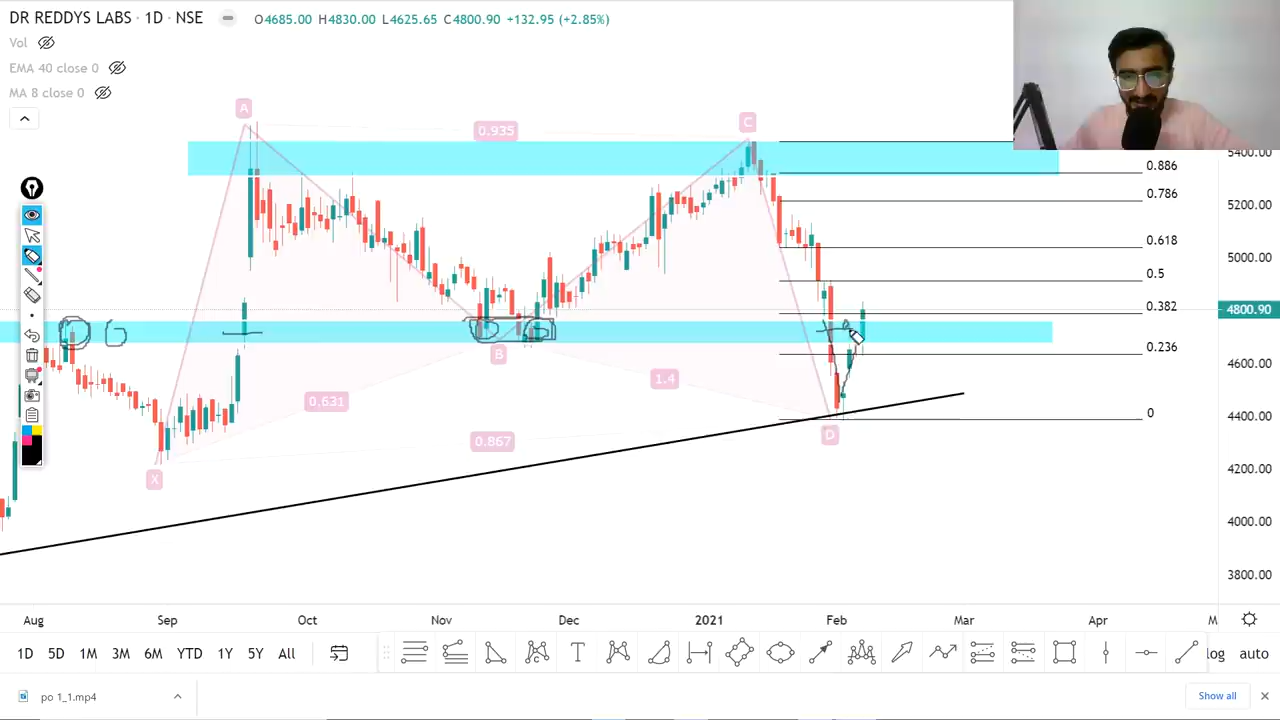 DR REDDYS LABS · 1D · NSE O4685.00 H4830.00 L4625.65 C4800.90 +132.95 (+2.85%)
Vol
EMA 40 close 0
MA 8 close 0
A
0.935
C
5400.00
0.886
0.786
5200.00
0.618
5000.00
0.5
0.382
4800.90
0.236
B
4600.00
1.4
0.631
0
4400.00
D
0.867
X
4200.00
4000.00
3800.00
Aug Sep Oct Nov Dec 2021 Feb Mar Apr M
1D 5D 1M 3M 6M YTD 1Y 5Y All log auto
po 1_1.mp4 Show all